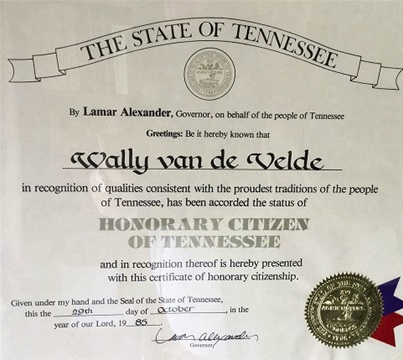 THE STATE OF TENNESSEE
By Lamar Alexander, Governor, on behalf of the people of Tennessee
Greetings: Be it hereby known that
Wally van de Velde
in recognition of qualities consistent with the proudest traditions of the people
of Tennessee, has been accorded the status of
HONORARY CITIZEN
OF TENNESSEE
and in recognition thereof is hereby presented
with this certificate of honorary citizenship.
Given under my hand and the Seal of the State of Tennessee,
this the 29th day of October, in the
year of our Lord, 19 85
Lamar Alexander
Governor
AGRICULTURE